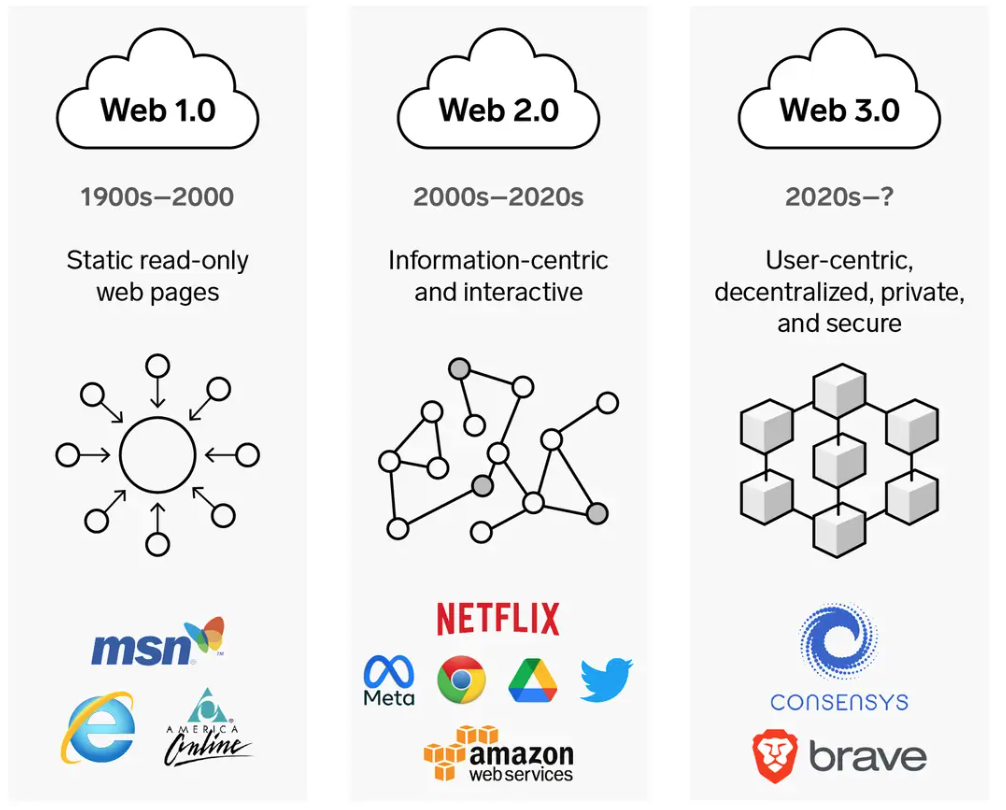 Web 1.0
1900s–2000
Static read-only
web pages
msn
TM
AMERICA
Online
Web 2.0
2000s–2020s
Information-centric
and interactive
NETFLIX
Meta
amazon
web services
Web 3.0
2020s–?
User-centric,
decentralized, private,
and secure
CONSENSYS
brave